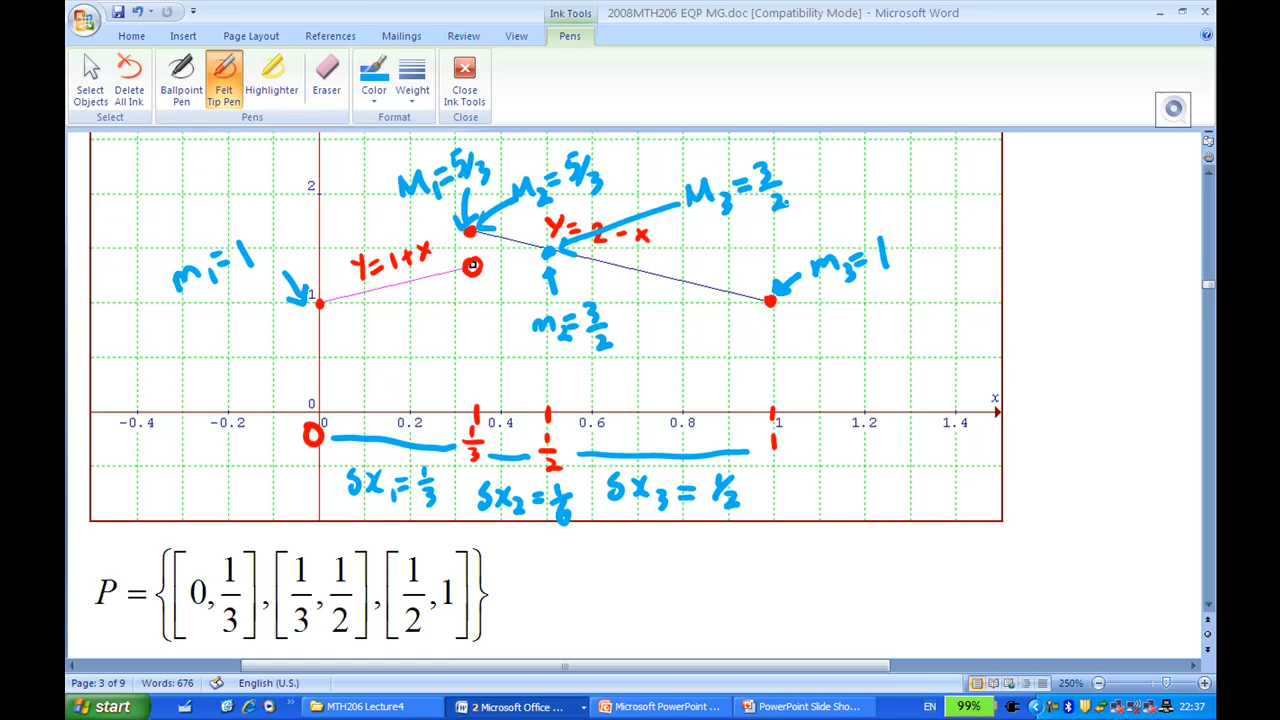 Ink Tools
2008MTH206 EQP MG.doc [Compatibility Mode] - Microsoft Word
Home Insert Page Layout References Mailings Review View Pens
Select Objects Delete All Ink Ballpoint Pen Felt Tip Pen Highlighter Eraser Color Weight Close Ink Tools
Select Pens Format Close
M₁=5/3 M₂=5/3 M₃=3/2
2
y=1+x y=2-x
m₁=1 m₃=1
1
m₂=3/2
0 x
-0.4 -0.2 0 0.2 0.4 0.6 0.8 1 1.2 1.4
0 1/3 1/2 1
δx₁=1/3 δx₂=1/6 δx₃=1/2
P = {[0, 1/3], [1/3, 1/2], [1/2, 1]}
Page: 3 of 9 Words: 676 English (U.S.) 250%
start MTH206 Lecture4 2 Microsoft Office ... Microsoft PowerPoint ... PowerPoint Slide Sho... EN 99% 22:37